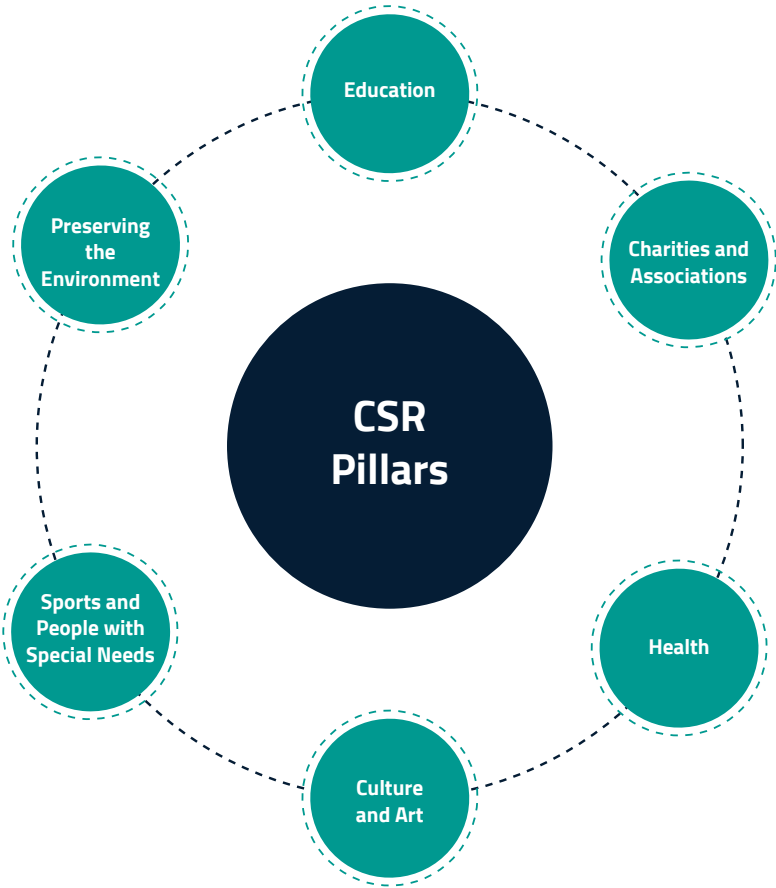 Education
Preserving
the
Environment
Charities and
Associations
CSR
Pillars
Sports and
People with
Special Needs
Health
Culture
and Art